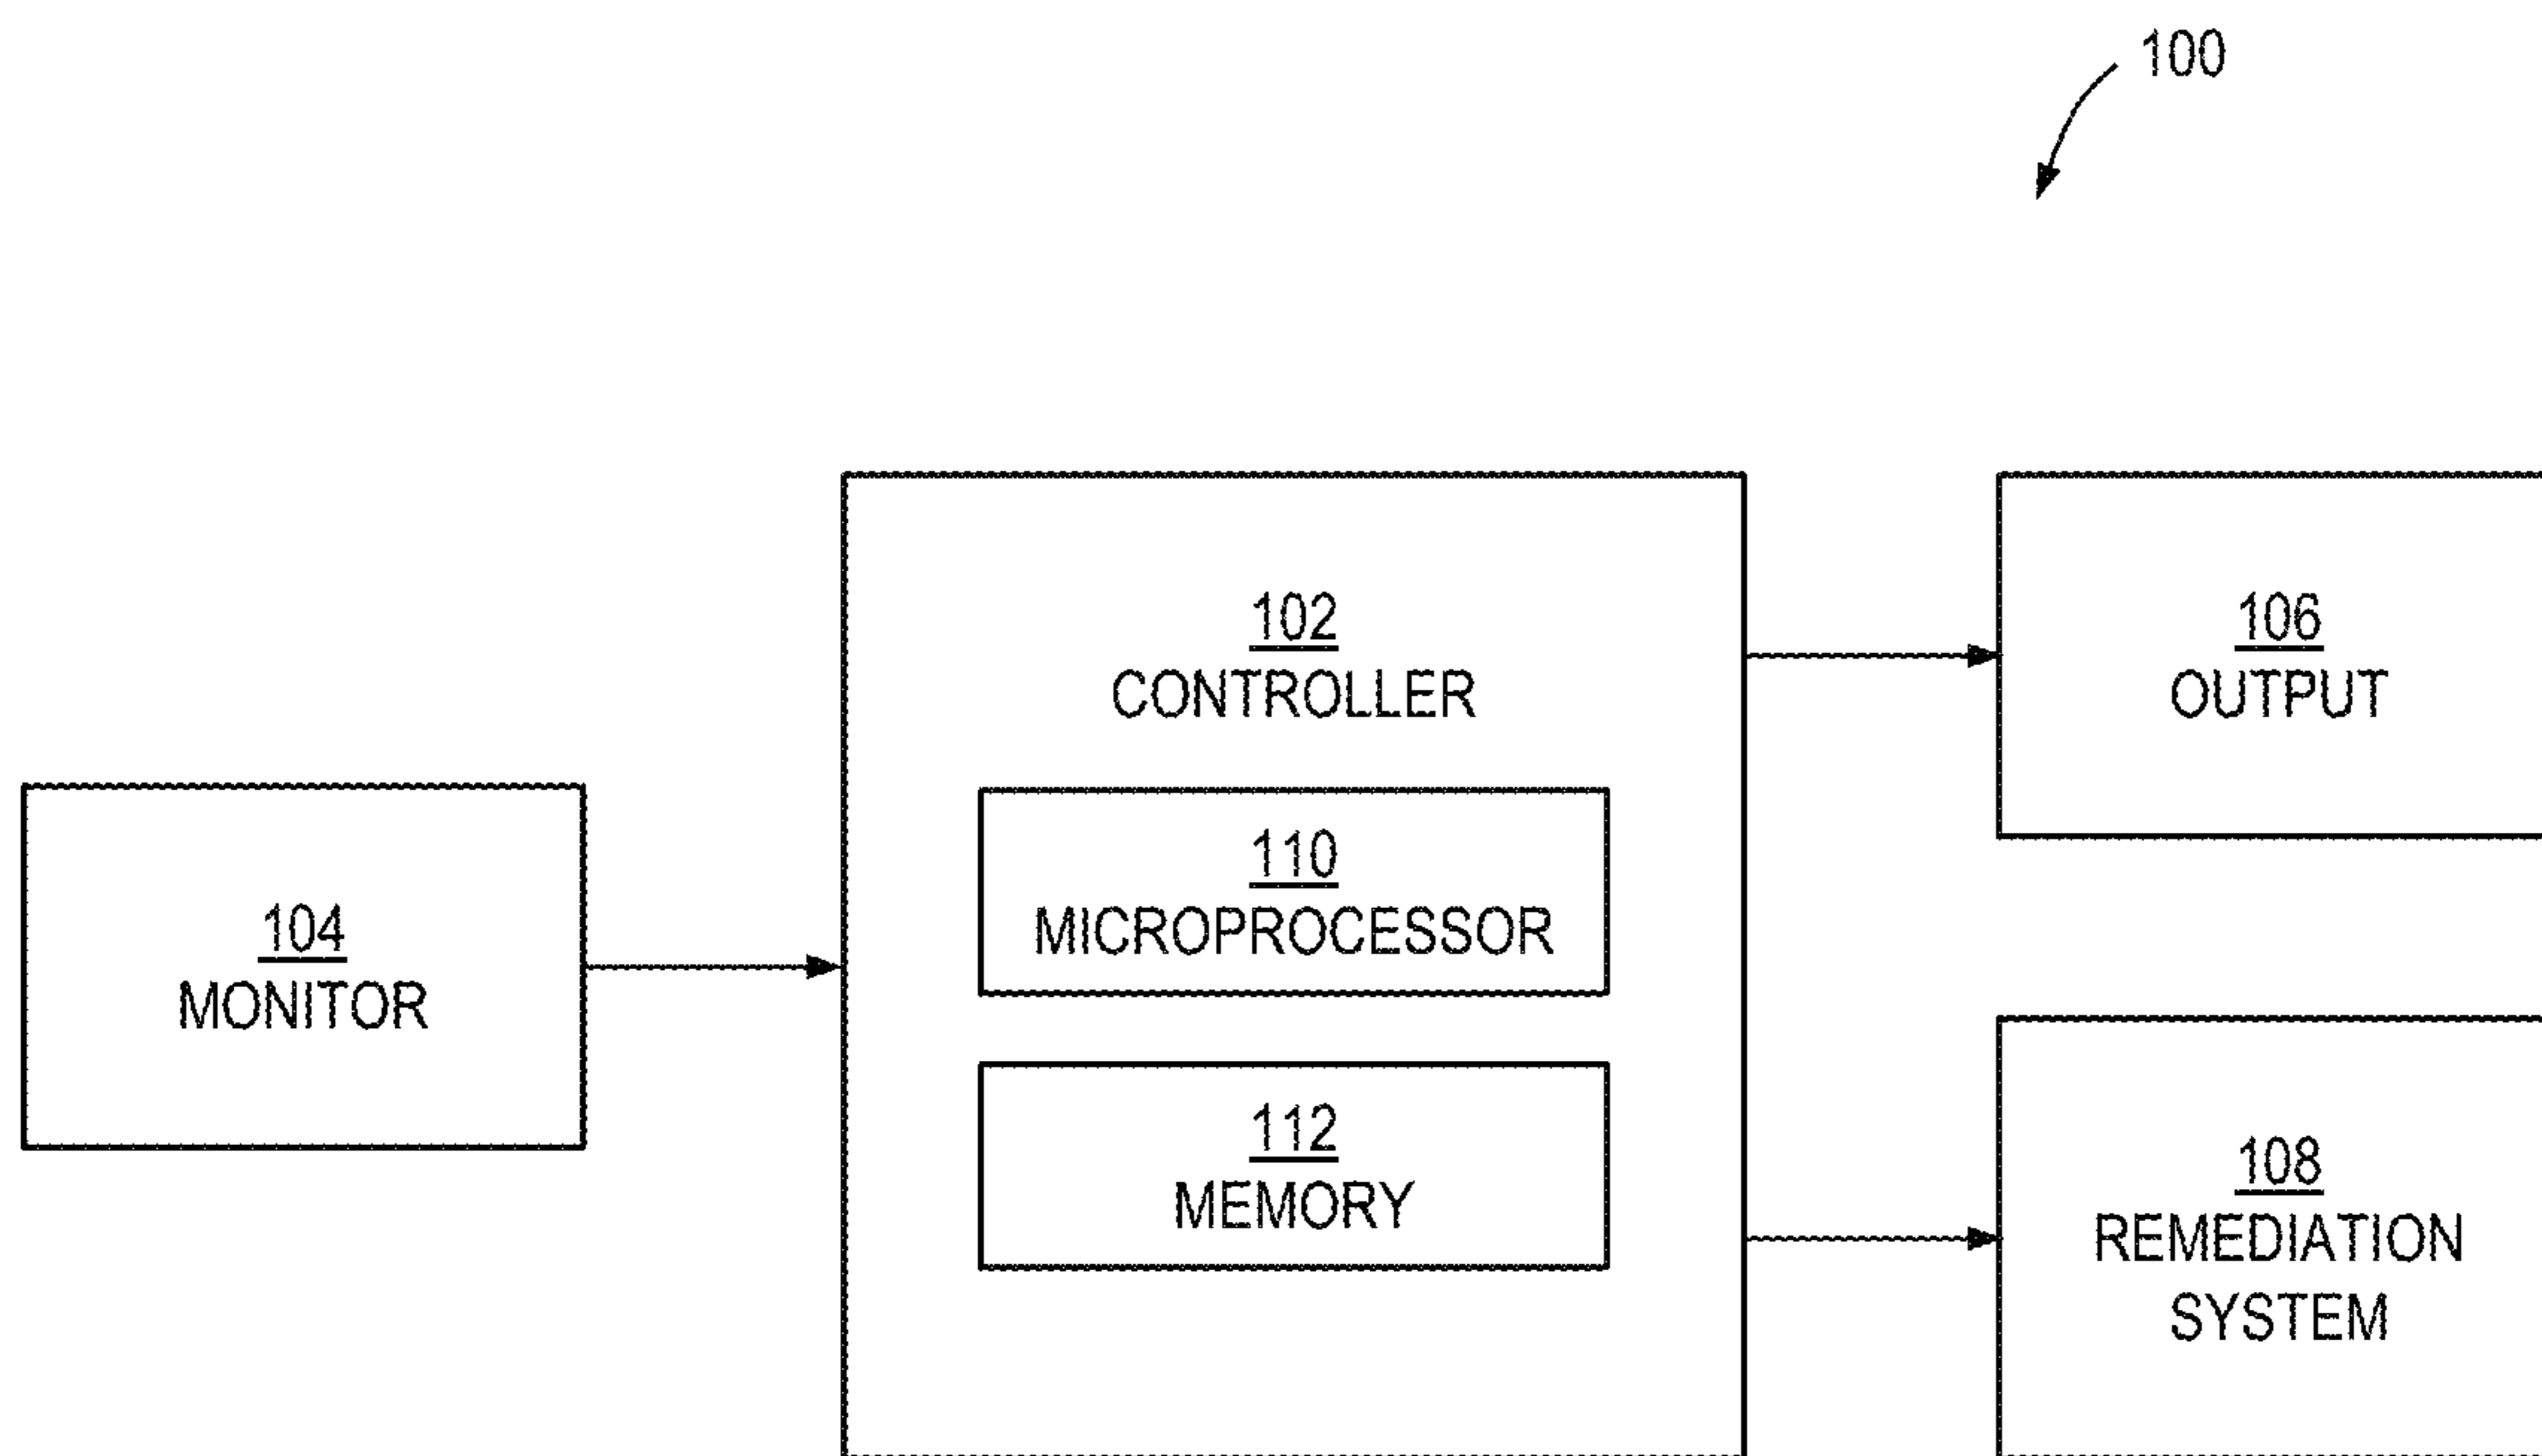 100
102
CONTROLLER
106
OUTPUT
110
MICROPROCESSOR
104
MONITOR
112
MEMORY
108
REMEDIATION
SYSTEM